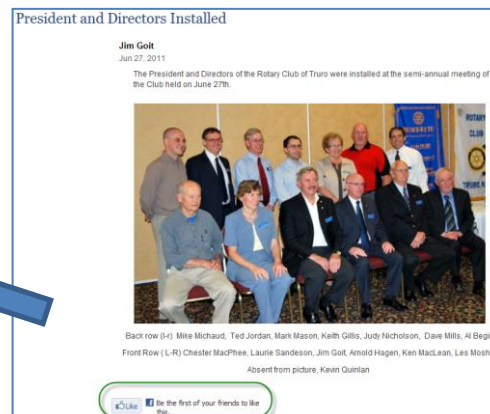 President and Directors Installed
Jim Goit
Jun 27, 2011
The President and Directors of the Rotary Club of Truro were installed at the semi-annual meeting of
the Club held on June 27th.
ROTARY
CLUB
Back row (l-r) Mike Michaud, Ted Jordan, Mark Mason, Keith Gillis, Judy Nicholson, Dave Mills, Al Begi
Front Row ( L-R) Chester MacPhee, Laurie Sandeson, Jim Goit, Arnold Hagen, Ken MacLean, Les Mosh
Absent from picture, Kevin Quinlan
Like Be the first of your friends to like
this.